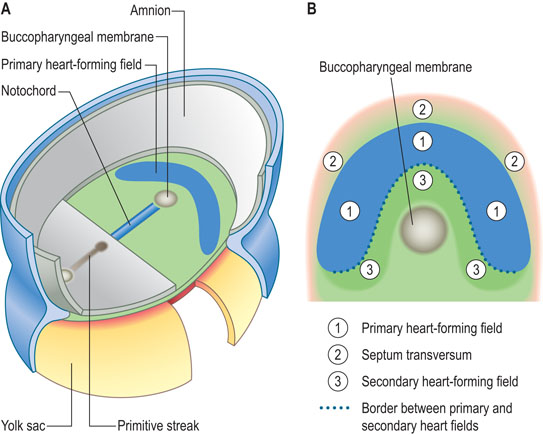 A
Amnion
Buccopharyngeal membrane
Primary heart-forming field
Notochord
Yolk sac
Primitive streak
B
Buccopharyngeal membrane
2
1
2
2
3
1
1
3
3
1 Primary heart-forming field
2 Septum transversum
3 Secondary heart-forming field
Border between primary and
secondary heart fields